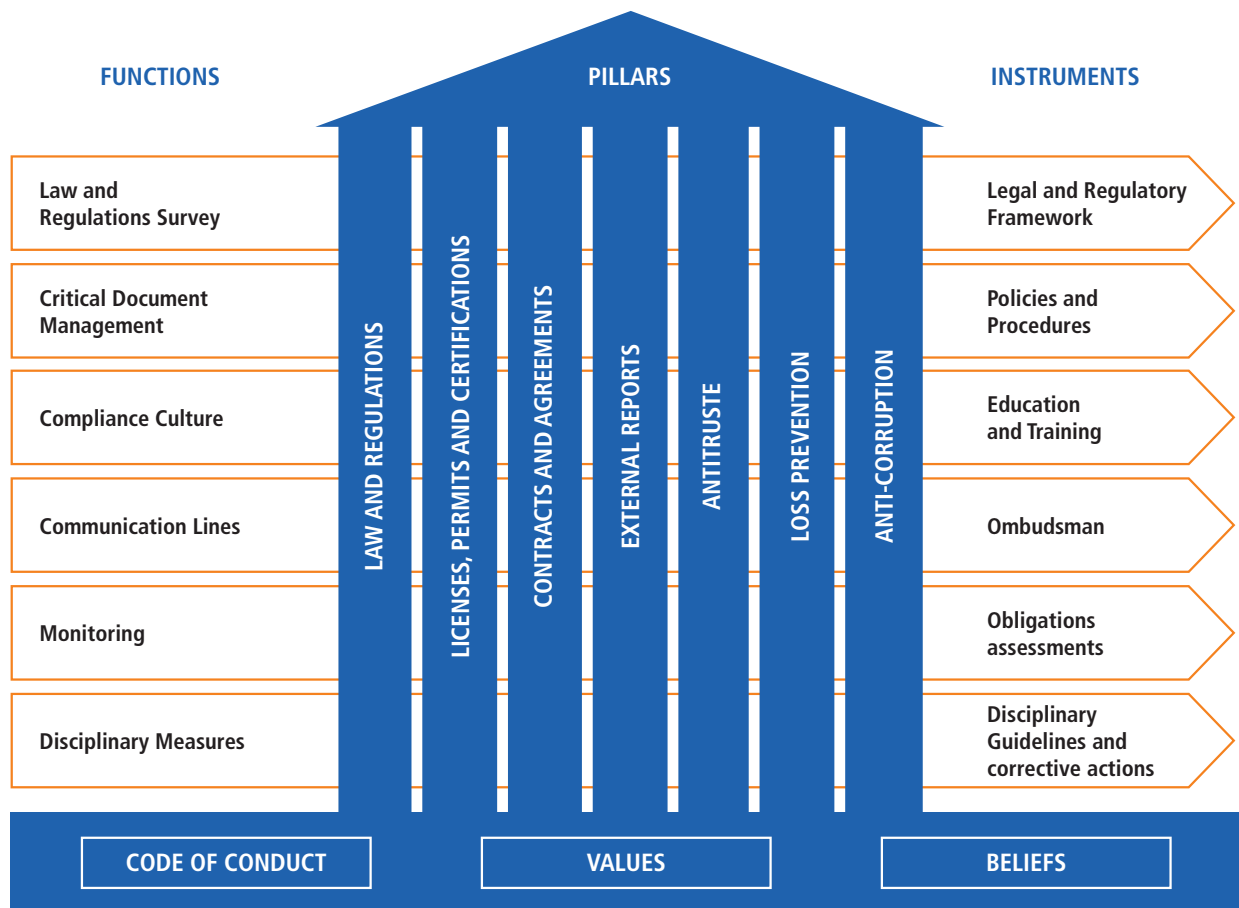 FUNCTIONS
PILLARS
INSTRUMENTS
Law and
Regulations Survey
Legal and Regulatory
Framework
Critical Document
Management
Policies and
Procedures
Compliance Culture
Education
and Training
Communication Lines
Ombudsman
Monitoring
Obligations
assessments
Disciplinary Measures
Disciplinary
Guidelines and
corrective actions
LAW AND REGULATIONS
LICENSES, PERMITS AND CERTIFICATIONS
CONTRACTS AND AGREEMENTS
EXTERNAL REPORTS
ANTITRUSTE
LOSS PREVENTION
ANTI-CORRUPTION
CODE OF CONDUCT
VALUES
BELIEFS